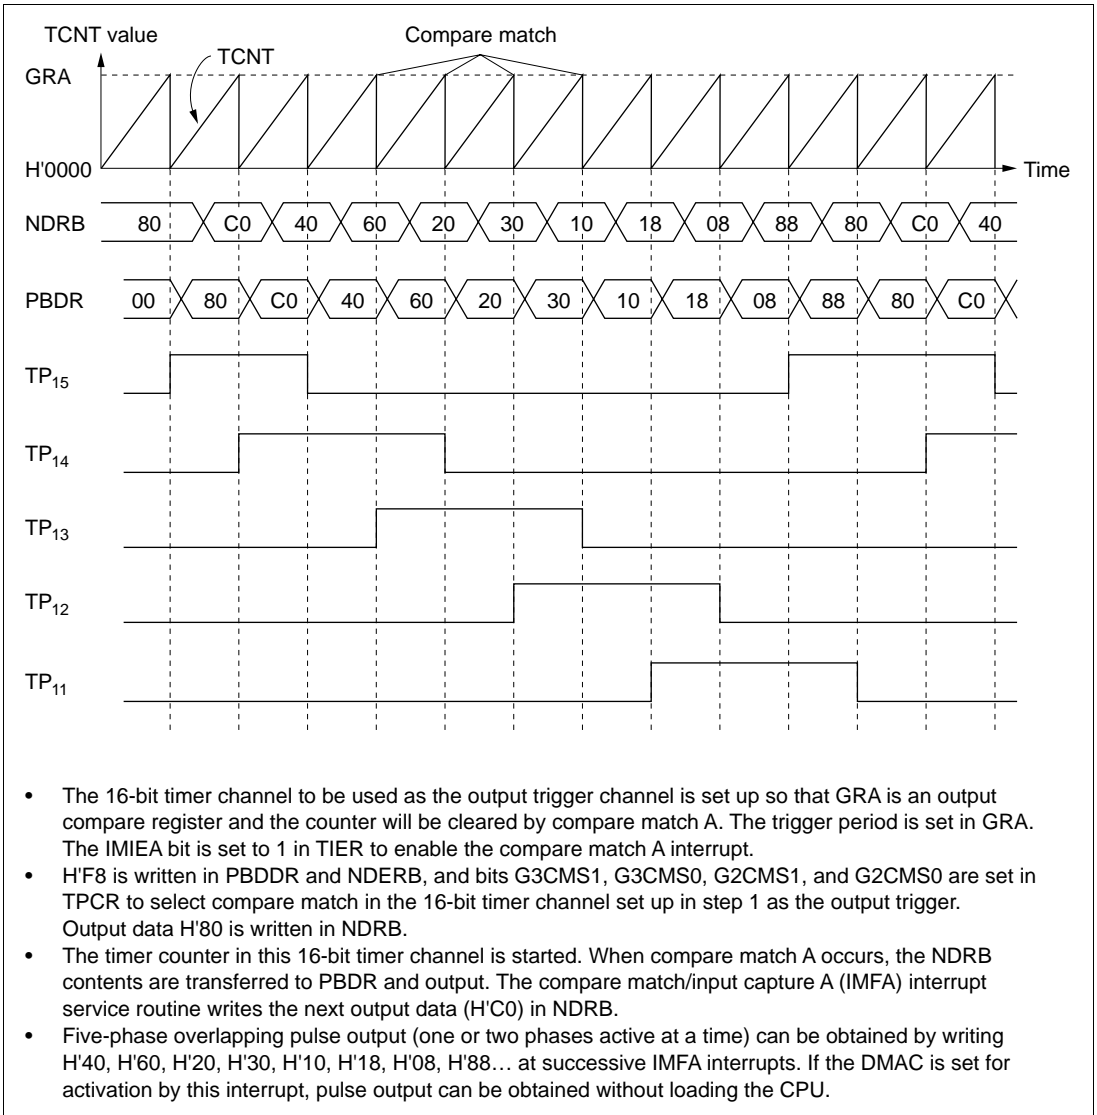 TCNT value
Compare match
TCNT
GRA
H'0000
Time
NDRB 80 C0 40 60 20 30 10 18 08 88 80 C0 40
PBDR 00 80 C0 40 60 20 30 10 18 08 88 80 C0
TP15
TP14
TP13
TP12
TP11
• The 16-bit timer channel to be used as the output trigger channel is set up so that GRA is an output
compare register and the counter will be cleared by compare match A. The trigger period is set in GRA.
The IMIEA bit is set to 1 in TIER to enable the compare match A interrupt.
• H'F8 is written in PBDDR and NDERB, and bits G3CMS1, G3CMS0, G2CMS1, and G2CMS0 are set in
TPCR to select compare match in the 16-bit timer channel set up in step 1 as the output trigger.
Output data H'80 is written in NDRB.
• The timer counter in this 16-bit timer channel is started. When compare match A occurs, the NDRB
contents are transferred to PBDR and output. The compare match/input capture A (IMFA) interrupt
service routine writes the next output data (H'C0) in NDRB.
• Five-phase overlapping pulse output (one or two phases active at a time) can be obtained by writing
H'40, H'60, H'20, H'30, H'10, H'18, H'08, H'88… at successive IMFA interrupts. If the DMAC is set for
activation by this interrupt, pulse output can be obtained without loading the CPU.